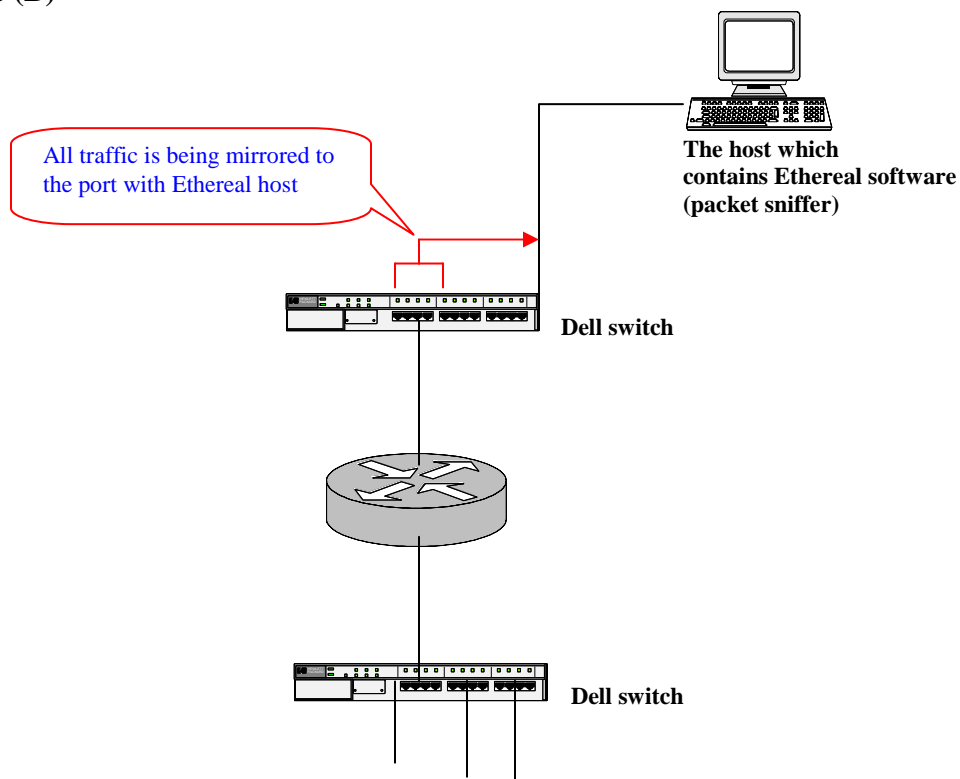 All traffic is being mirrored to
the port with Ethereal host
The host which
contains Ethereal software
(packet sniffer)
Dell switch
Dell switch